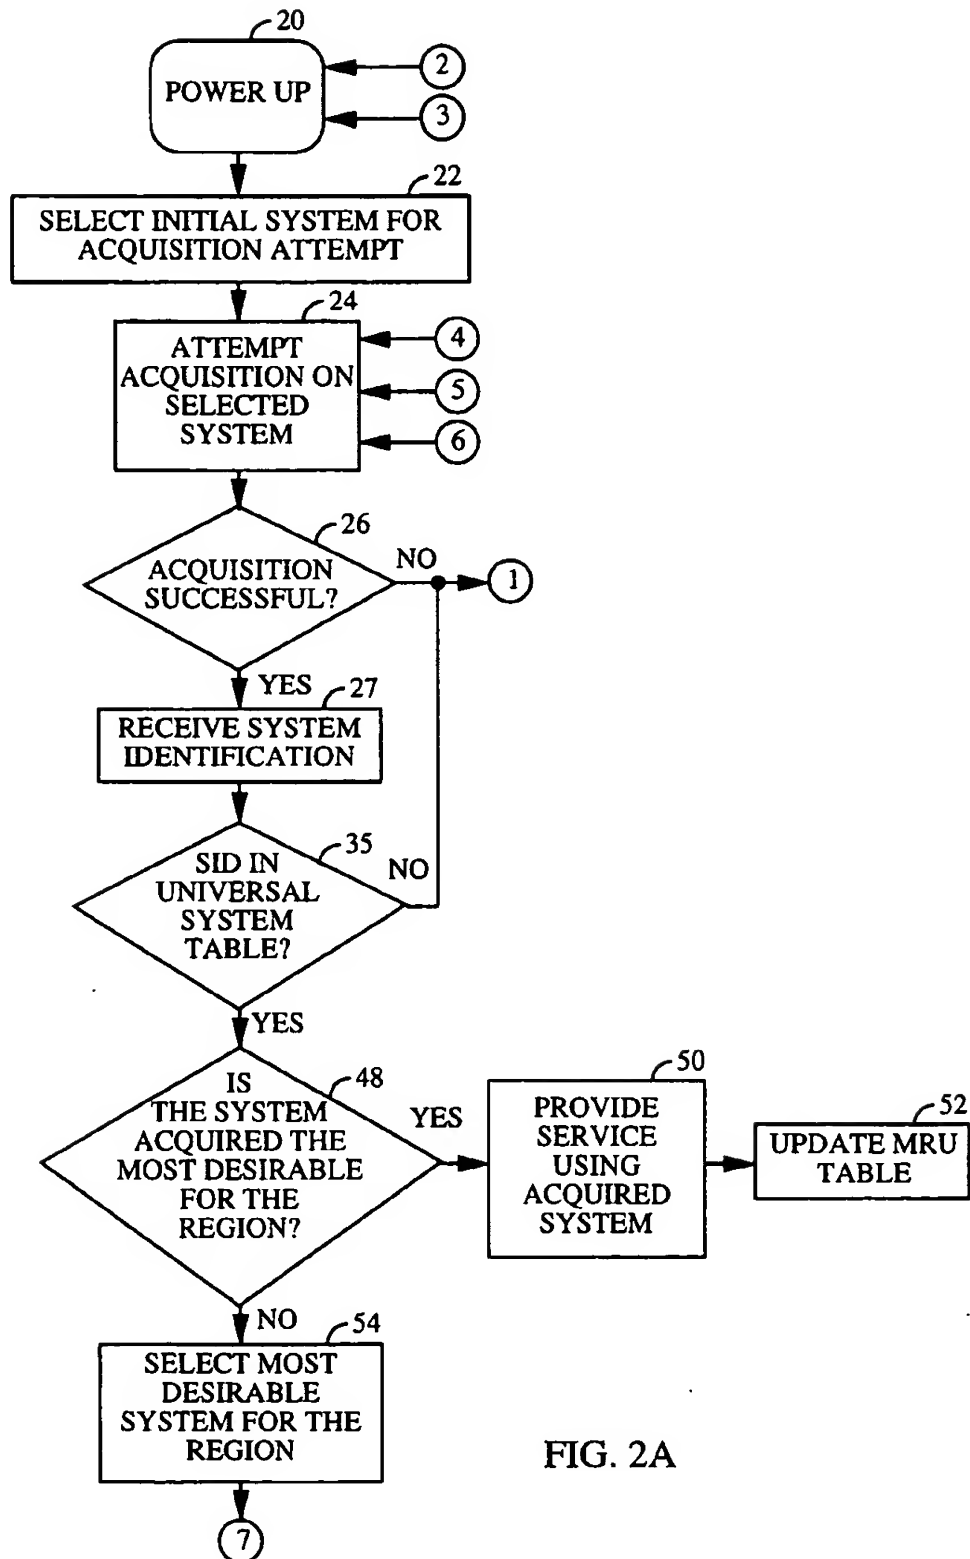 20
POWER UP
2
3
22
SELECT INITIAL SYSTEM FOR
ACQUISITION ATTEMPT
24
ATTEMPT
ACQUISITION ON
SELECTED
SYSTEM
4
5
6
26
ACQUISITION
SUCCESSFUL?
NO
1
YES
27
RECEIVE SYSTEM
IDENTIFICATION
35
SID IN
UNIVERSAL
SYSTEM
TABLE?
NO
YES
48
IS
THE SYSTEM
ACQUIRED THE
MOST DESIRABLE
FOR THE
REGION?
YES
50
PROVIDE
SERVICE
USING
ACQUIRED
SYSTEM
52
UPDATE MRU
TABLE
NO
54
SELECT MOST
DESIRABLE
SYSTEM FOR THE
REGION
7
FIG. 2A